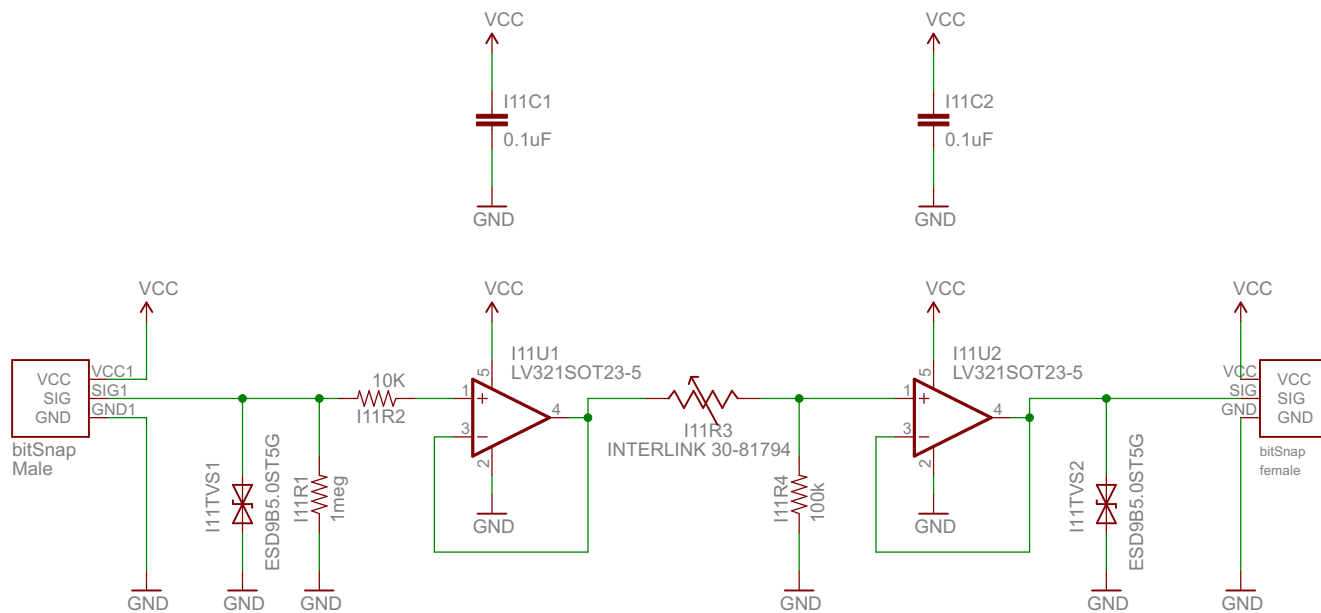 VCC
I11C1
0.1uF
GND
VCC
I11C2
0.1uF
GND
VCC
VCC
SIG
GND
VCC1
SIG1
GND1
bitSnap
Male
GND
I11TVS1
ESD9B5.0ST5G
GND
I11R1
1meg
GND
10K
I11R2
VCC
I11U1
LV321SOT23-5
1
+
3
−
5
4
2
GND
I11R3
INTERLINK 30-81794
I11R4
100k
GND
VCC
I11U2
LV321SOT23-5
1
+
3
−
5
4
2
GND
I11TVS2
ESD9B5.0ST5G
GND
VCC
VCC
SIG
GND
VCC
SIG
GND
bitSnap
female
GND